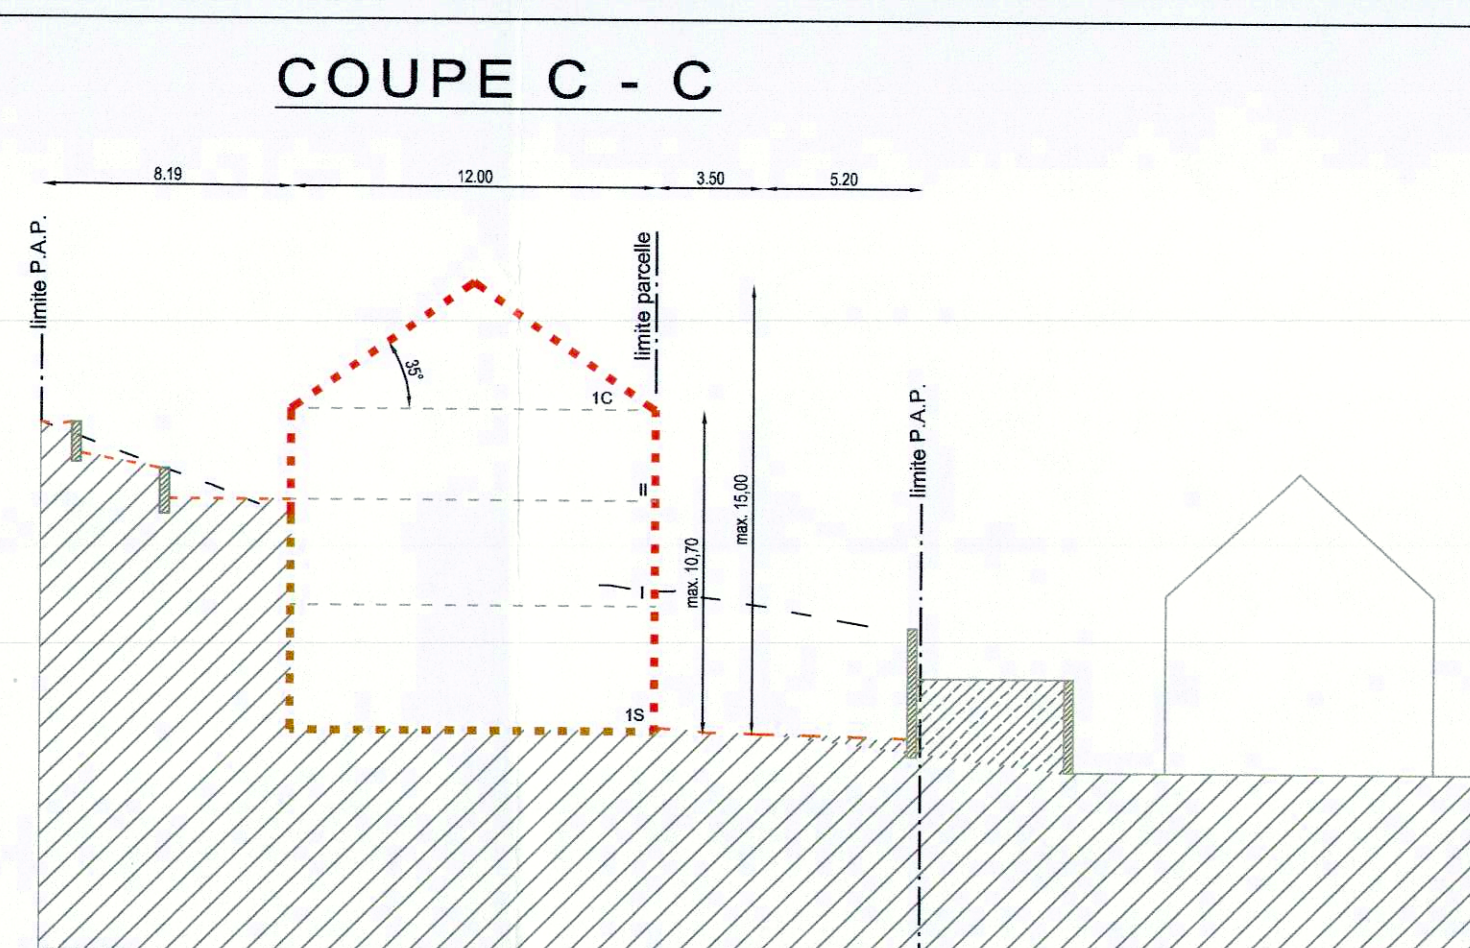 COUPE C - C
8.19
12.00
3.50
5.20
limite P.A.P.
limite parcelle
35°
1C
limite P.A.P.
II
max. 15,00
max. 10,70
I
1S